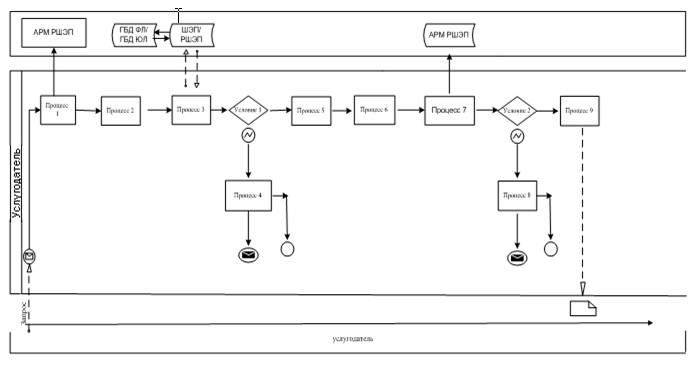 АРМ РШЭП
ГБД ФЛ/
ГБД ЮЛ
ШЭП/
РШЭП
АРМ РШЭП
Услугодатель
Процесс
1
Процесс 2
Процесс 3
Условие 1
Процесс 5
Процесс 6
Процесс 7
Условие 2
Процесс 9
Процесс 4
Процесс 8
Запрос
услугодатель